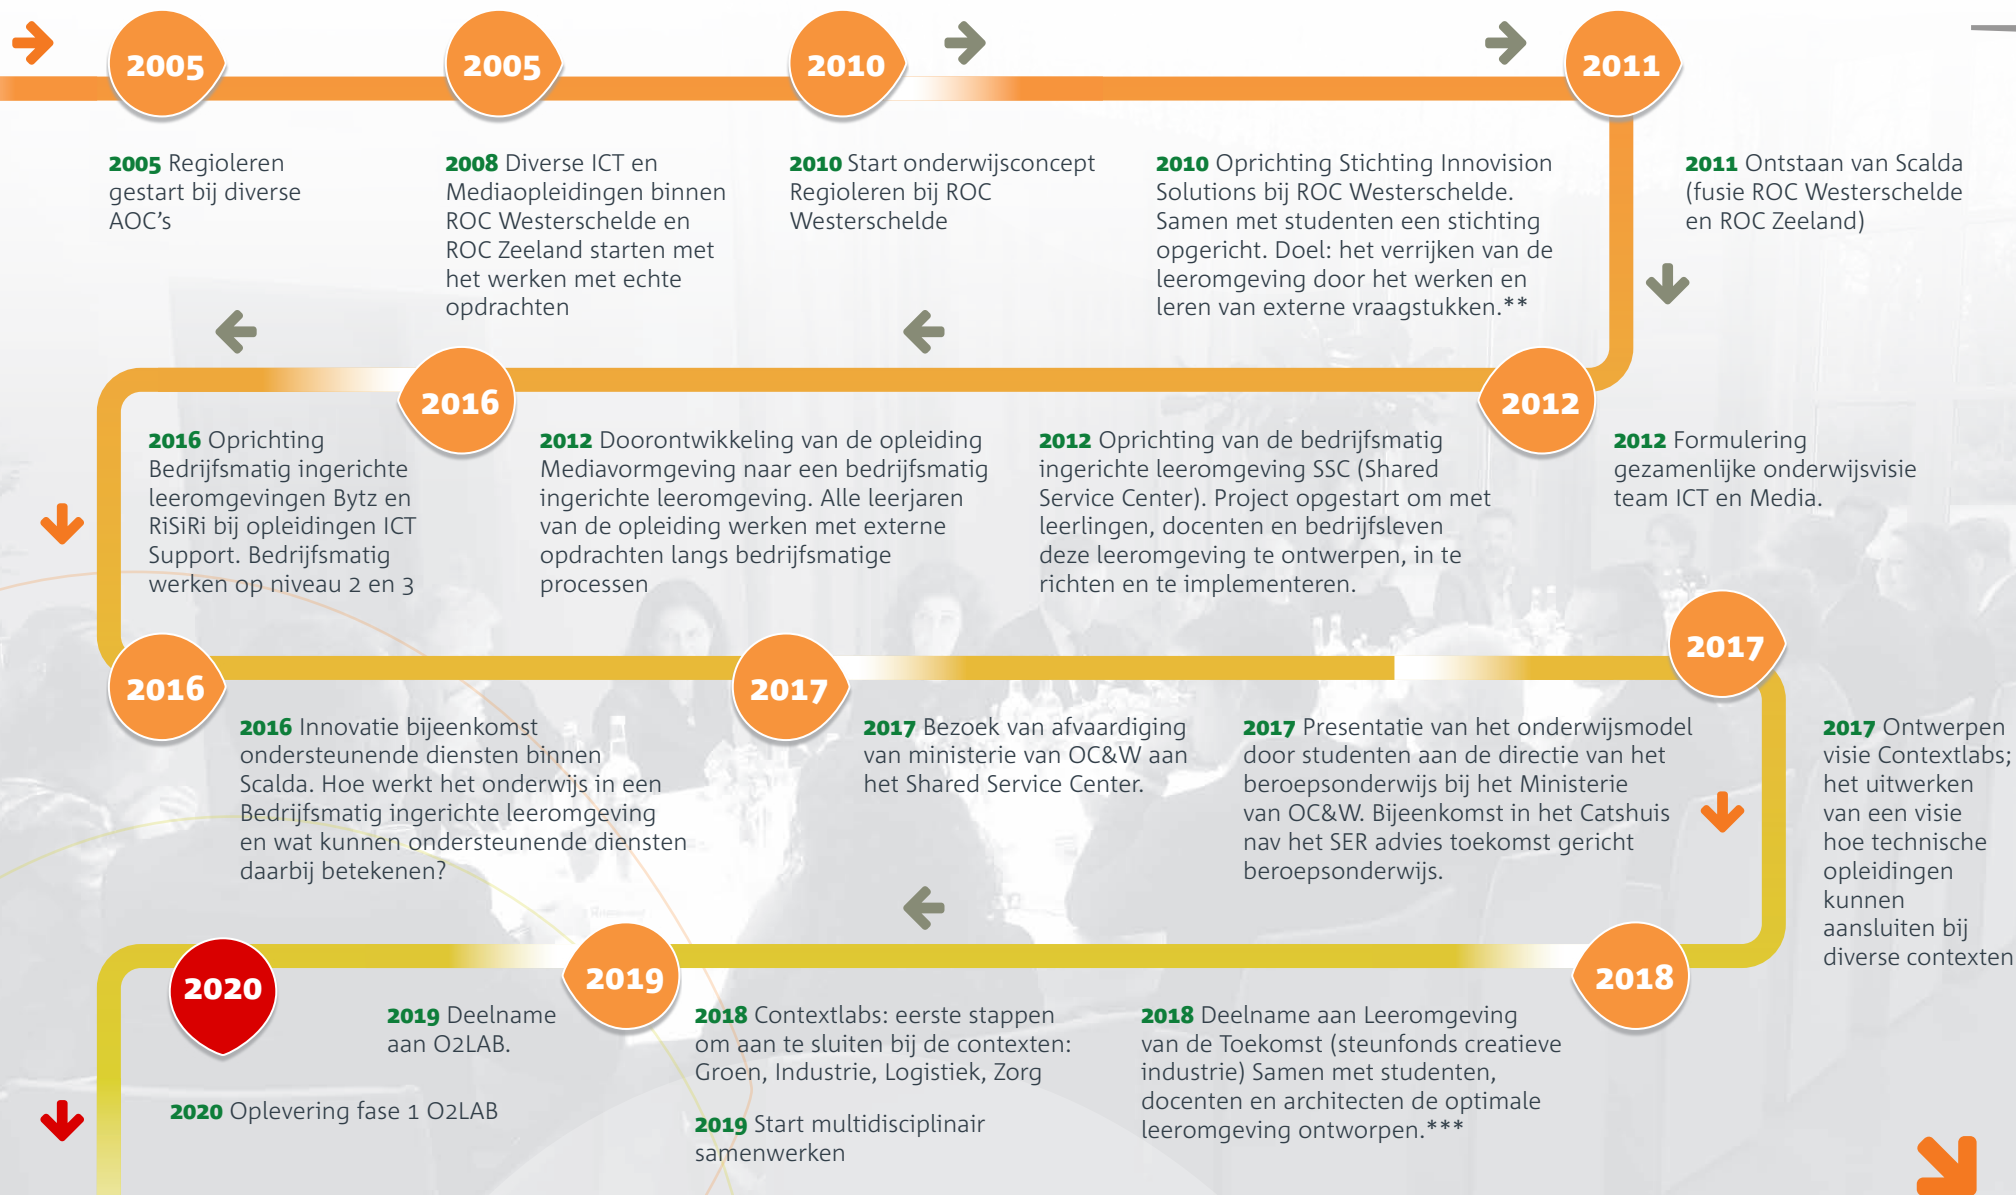 2005
2005
2010
2011
2005 Regioleren
gestart bij diverse
AOC’s
2008 Diverse ICT en
Mediaopleidingen binnen
ROC Westerschelde en
ROC Zeeland starten met
het werken met echte
opdrachten
2010 Start onderwijsconcept
Regioleren bij ROC
Westerschelde
2010 Oprichting Stichting Innovision
Solutions bij ROC Westerschelde.
Samen met studenten een stichting
opgericht. Doel: het verrijken van de
leeromgeving door het werken en
leren van externe vraagstukken.**
2011 Ontstaan van Scalda
(fusie ROC Westerschelde
en ROC Zeeland)
2012
2016
2012 Formulering
gezamenlijke onderwijsvisie
team ICT en Media.
2012 Oprichting van de bedrijfsmatig
ingerichte leeromgeving SSC (Shared
Service Center). Project opgestart om met
leerlingen, docenten en bedrijfsleven
deze leeromgeving te ontwerpen, in te
richten en te implementeren.
2012 Doorontwikkeling van de opleiding
Mediavormgeving naar een bedrijfsmatig
ingerichte leeromgeving. Alle leerjaren
van de opleiding werken met externe
opdrachten langs bedrijfsmatige
processen
2016 Oprichting
Bedrijfsmatig ingerichte
leeromgevingen Bytz en
RiSiRi bij opleidingen ICT
Support. Bedrijfsmatig
werken op niveau 2 en 3
2016
2017
2017
2016 Innovatie bijeenkomst
ondersteunende diensten binnen
Scalda. Hoe werkt het onderwijs in een
Bedrijfsmatig ingerichte leeromgeving
en wat kunnen ondersteunende diensten
daarbij betekenen?
2017 Bezoek van afvaardiging
van ministerie van OC&W aan
het Shared Service Center.
2017 Presentatie van het onderwijsmodel
door studenten aan de directie van het
beroepsonderwijs bij het Ministerie
van OC&W. Bijeenkomst in het Catshuis
nav het SER advies toekomst gericht
beroepsonderwijs.
2017 Ontwerpen
visie Contextlabs;
het uitwerken
van een visie
hoe technische
opleidingen
kunnen
aansluiten bij
diverse contexten
2018
2019
2020
2018 Deelname aan Leeromgeving
van de Toekomst (steunfonds creatieve
industrie) Samen met studenten,
docenten en architecten de optimale
leeromgeving ontworpen.***
2018 Contextlabs: eerste stappen
om aan te sluiten bij de contexten:
Groen, Industrie, Logistiek, Zorg
2019 Start multidisciplinair
samenwerken
2019 Deelname
aan O2LAB.
2020 Oplevering fase 1 O2LAB